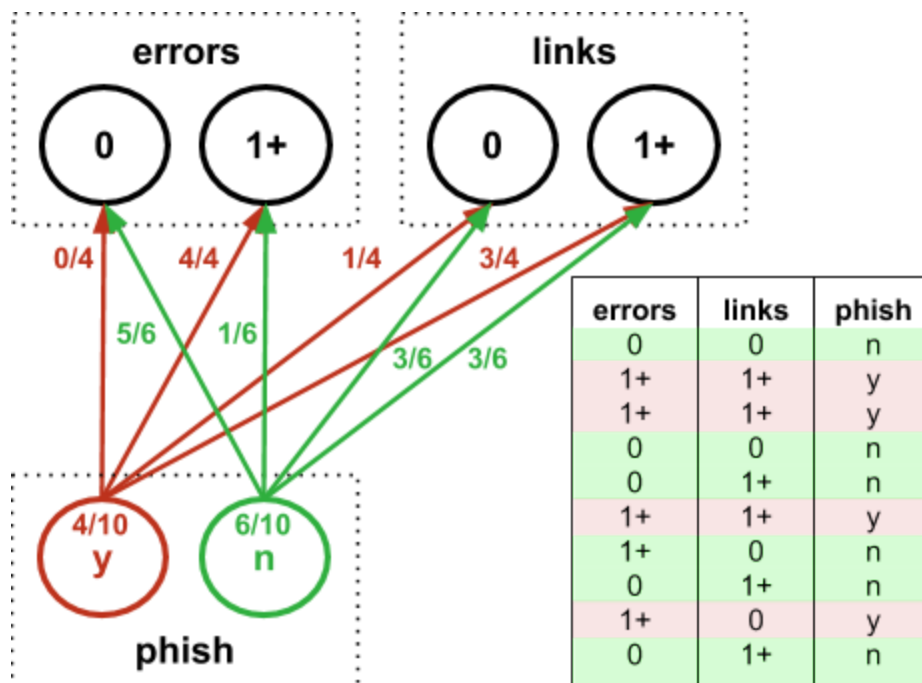 errors links
0 1+ 0 1+
0/4 4/4 1/4 3/4
5/6 1/6 3/6 3/6
4/10 6/10
y n
phish
errors links phish
0 0 n
1+ 1+ y
1+ 1+ y
0 0 n
0 1+ n
1+ 1+ y
1+ 0 n
0 1+ n
1+ 0 y
0 1+ n